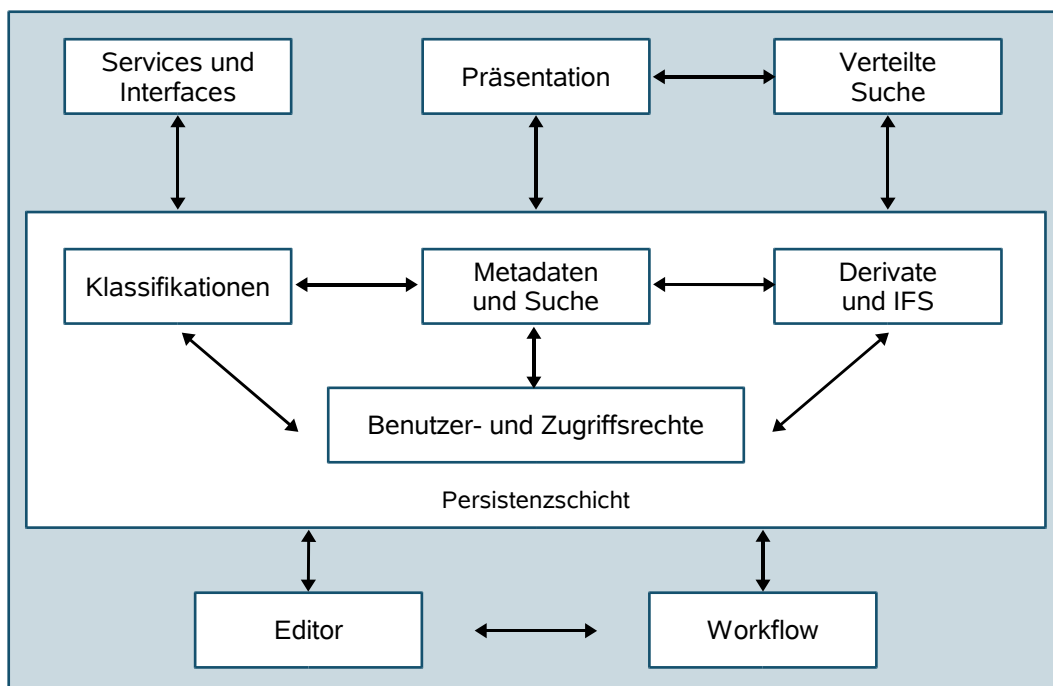 Services und
Interfaces
Präsentation
Verteilte
Suche
Klassifikationen
Metadaten
und Suche
Derivate
und IFS
Benutzer- und Zugriffsrechte
Persistenzschicht
Editor
Workflow